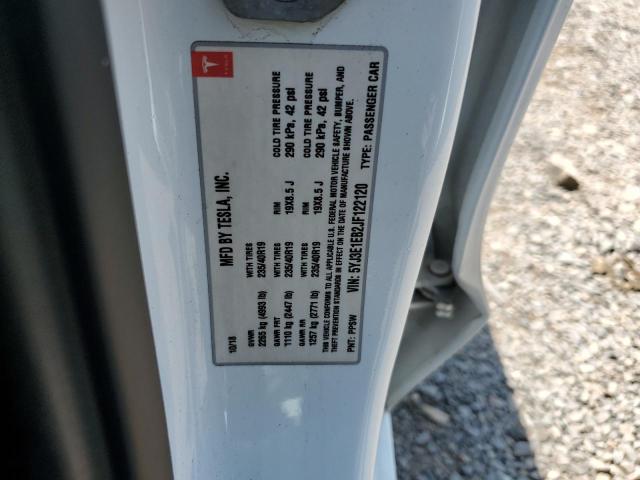 MFD BY TESLA, INC.
10/18
GVWR WITH TIRES RIM COLD TIRE PRESSURE
2265 kg (4993 lb) 235/40R19 19X8.5 J 290 kPa, 42 psi
GAWR FRT WITH TIRES RIM COLD TIRE PRESSURE
1110 kg (2447 lb) 235/40R19 19X8.5 J 290 kPa, 42 psi
GAWR RR WITH TIRES
1257 kg (2771 lb) 235/40R19
THIS VEHICLE CONFORMS TO ALL APPLICABLE U.S. FEDERAL MOTOR VEHICLE SAFETY, BUMPER, AND
THEFT PREVENTION STANDARDS IN EFFECT ON THE DATE OF MANUFACTURE SHOWN ABOVE.
VIN: 5YJ3E1EB2JF122120 TYPE: PASSENGER CAR
PNT: PPSW